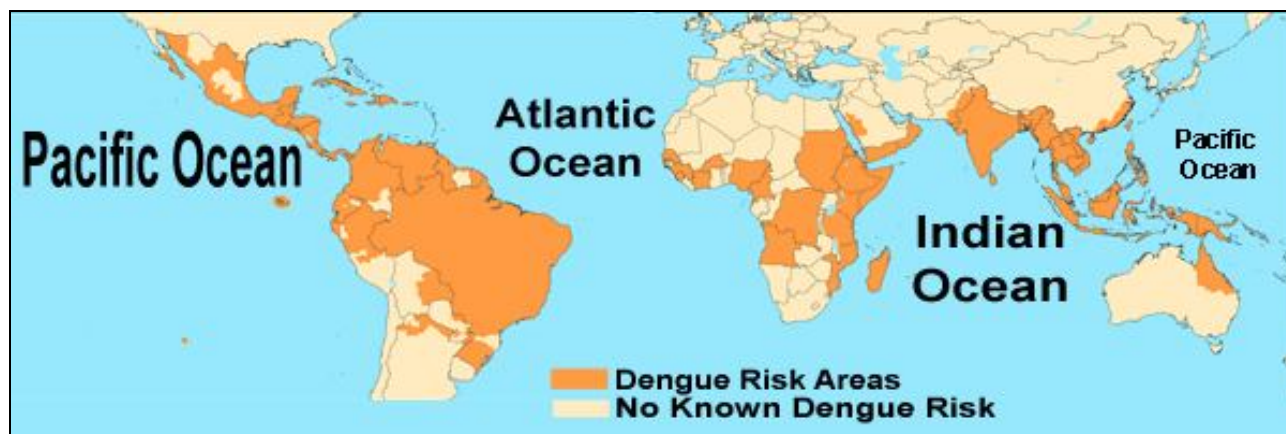 Pacific Ocean
Atlantic
Ocean
Pacific
Ocean
Indian
Ocean
Dengue Risk Areas
No Known Dengue Risk